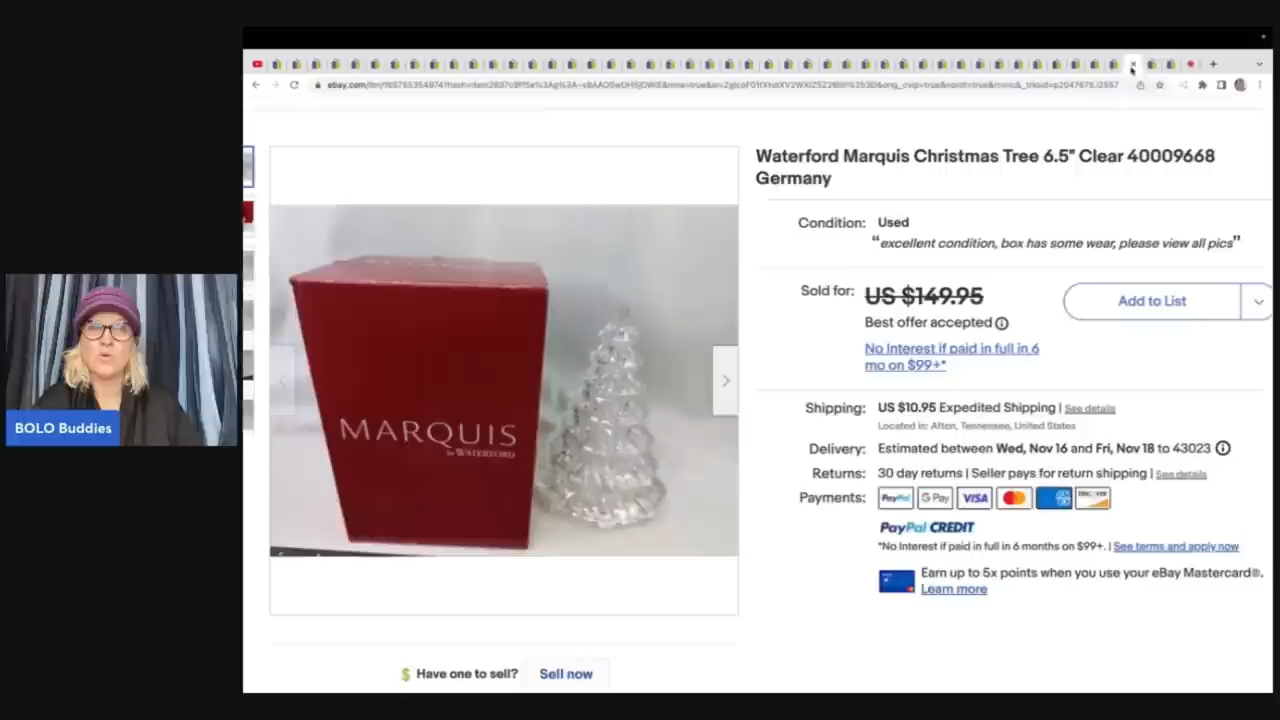 Waterford Marquis Christmas Tree 6.5" Clear 40009668
Germany
Condition: Used
"excellent condition, box has some wear, please view all pics"
Sold for: US $149.95
Add to List
Best offer accepted
No Interest if paid in full in 6
mo on $99+*
Shipping: US $10.95 Expedited Shipping | See details
Located in: Afton, Tennessee, United States
Delivery: Estimated between Wed, Nov 16 and Fri, Nov 18 to 43023
Returns: 30 day returns | Seller pays for return shipping | See details
Payments: PayPal G Pay VISA DISCOVER
PayPal CREDIT
*No Interest if paid in full in 6 months on $99+. | See terms and apply now
Earn up to 5x points when you use your eBay Mastercard®.
Learn more
MARQUIS
by WATERFORD
BOLO Buddies
Have one to sell? Sell now